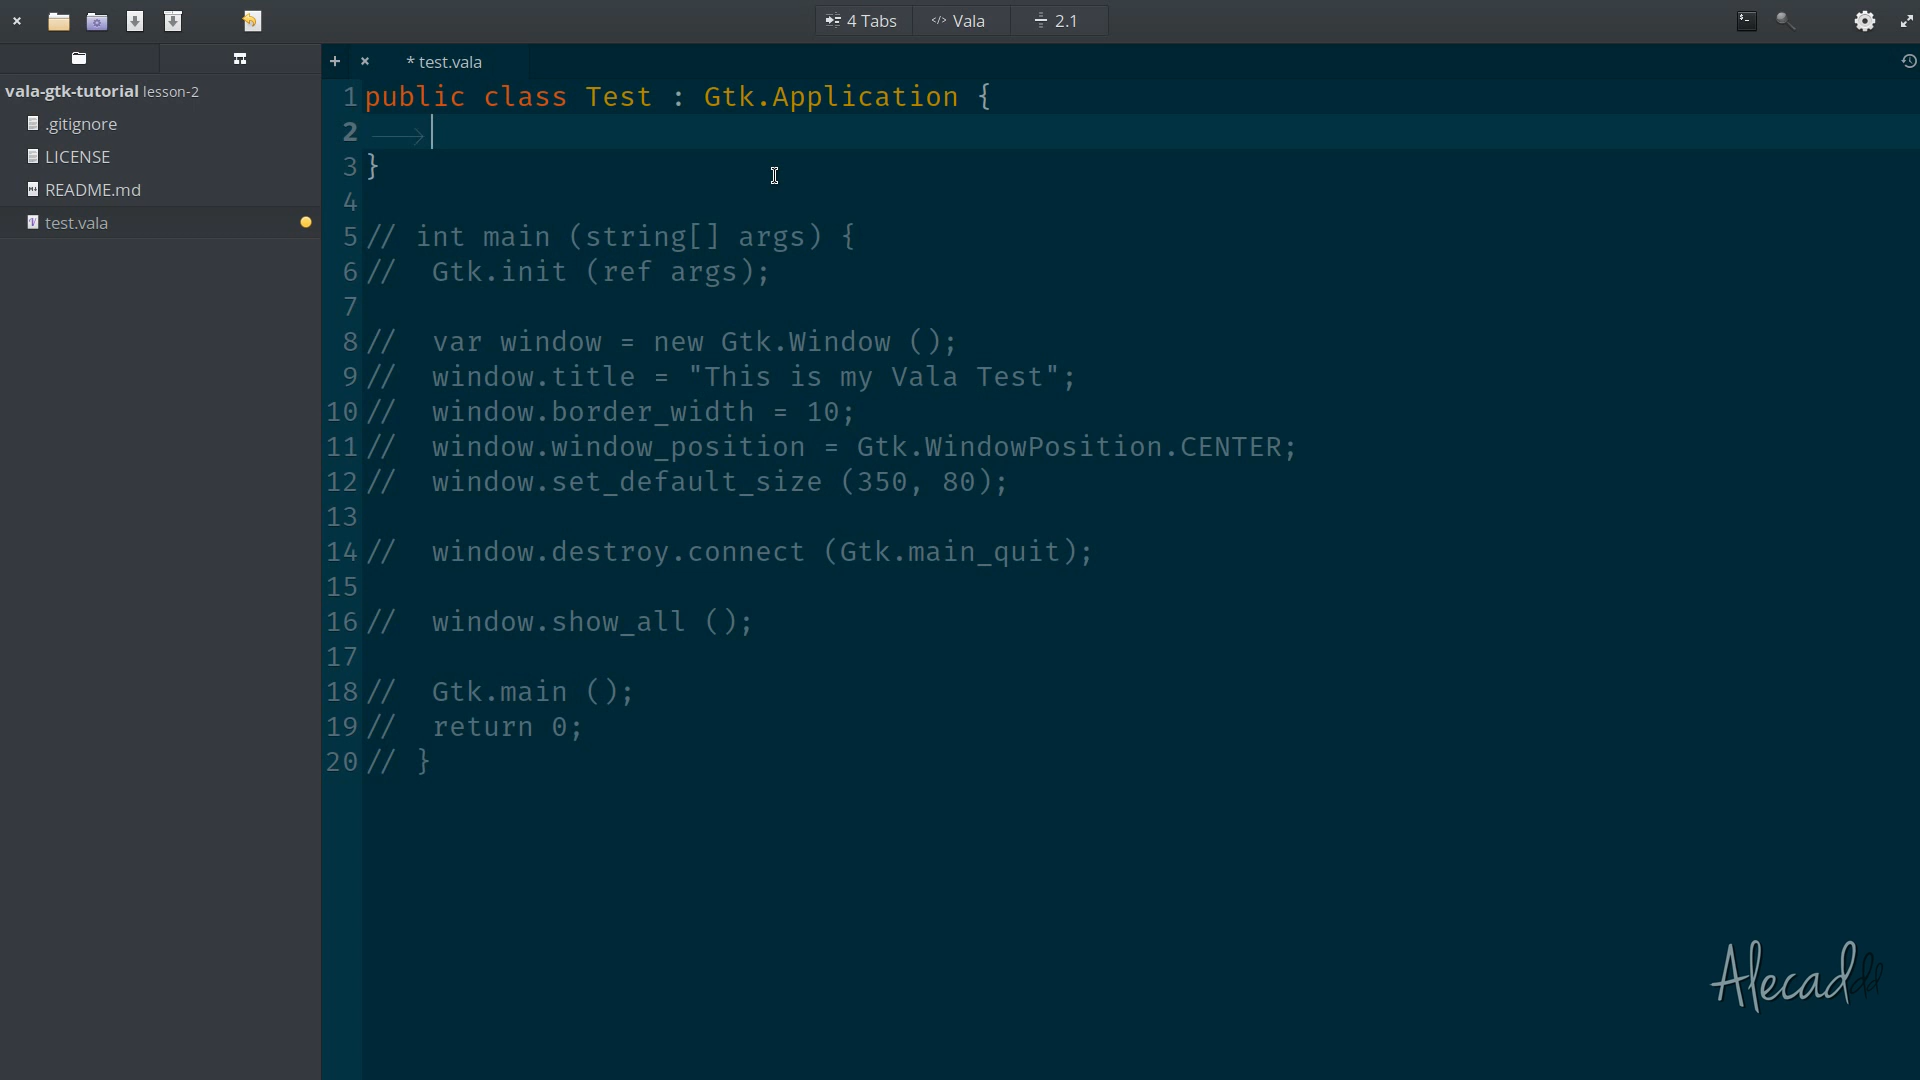 4 Tabs
</> Vala
2.1
+ × * test.vala
vala-gtk-tutorial lesson-2
.gitignore
LICENSE
README.md
test.vala
1 public class Test : Gtk.Application {
2
3 }
4
5 // int main (string[] args) {
6 // Gtk.init (ref args);
7
8 // var window = new Gtk.Window ();
9 // window.title = "This is my Vala Test";
10 // window.border_width = 10;
11 // window.window_position = Gtk.WindowPosition.CENTER;
12 // window.set_default_size (350, 80);
13
14 // window.destroy.connect (Gtk.main_quit);
15
16 // window.show_all ();
17
18 // Gtk.main ();
19 // return 0;
20 // }
Alecaddd